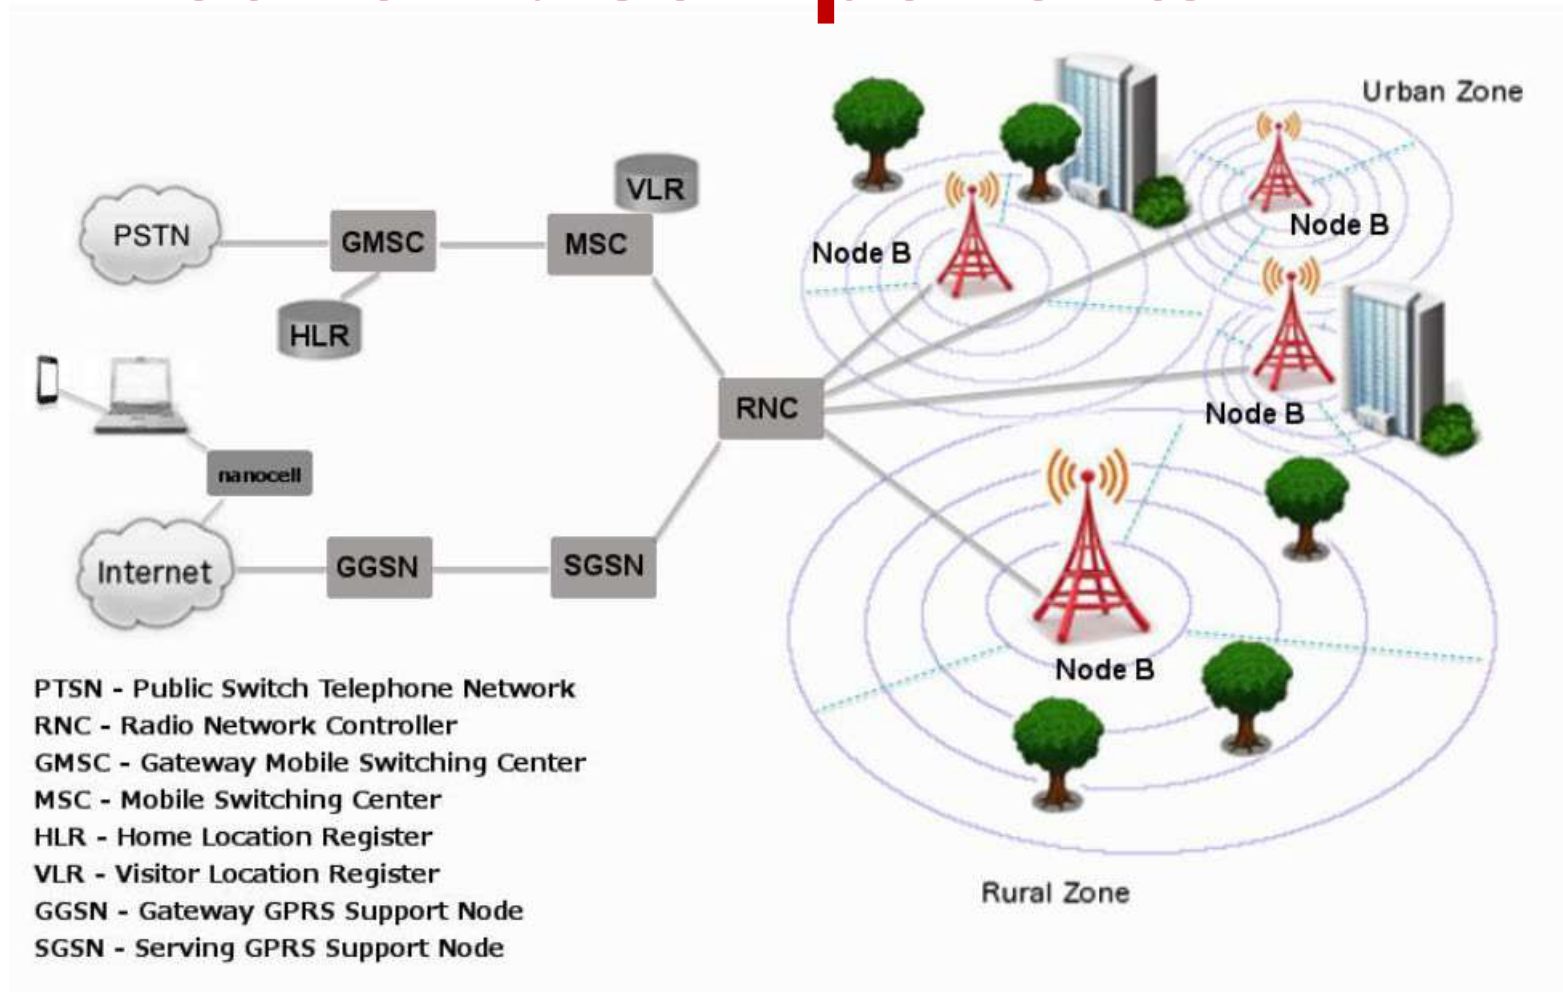 Urban Zone
VLR
PSTN
GMSC
MSC
Node B
Node B
HLR
RNC
Node B
nanocell
Internet
GGSN
SGSN
Node B
PTSN - Public Switch Telephone Network
RNC - Radio Network Controller
GMSC - Gateway Mobile Switching Center
MSC - Mobile Switching Center
HLR - Home Location Register
VLR - Visitor Location Register
GGSN - Gateway GPRS Support Node
SGSN - Serving GPRS Support Node
Rural Zone